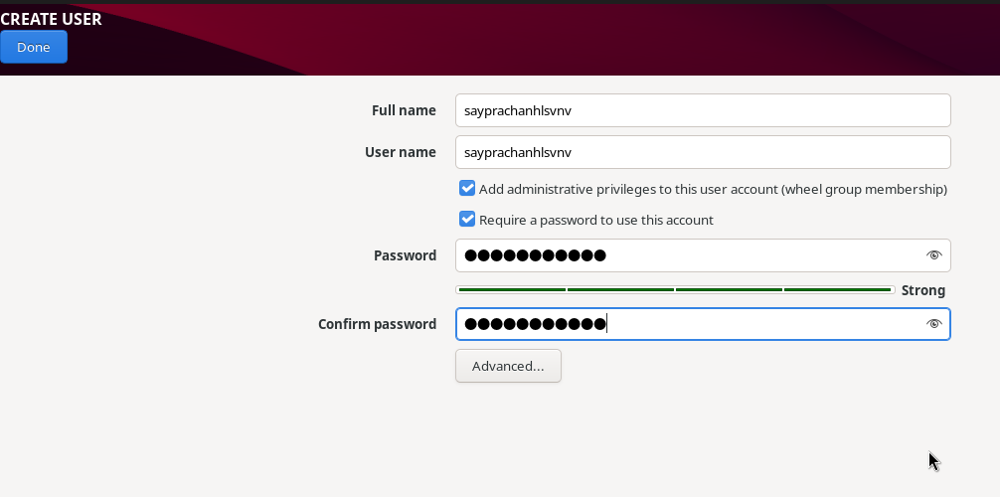 CREATE USER
Done
Full name sayprachanhlsvnv
User name sayprachanhlsvnv
Add administrative privileges to this user account (wheel group membership)
Require a password to use this account
Password ●●●●●●●●●●●
Strong
Confirm password ●●●●●●●●●●●
Advanced...